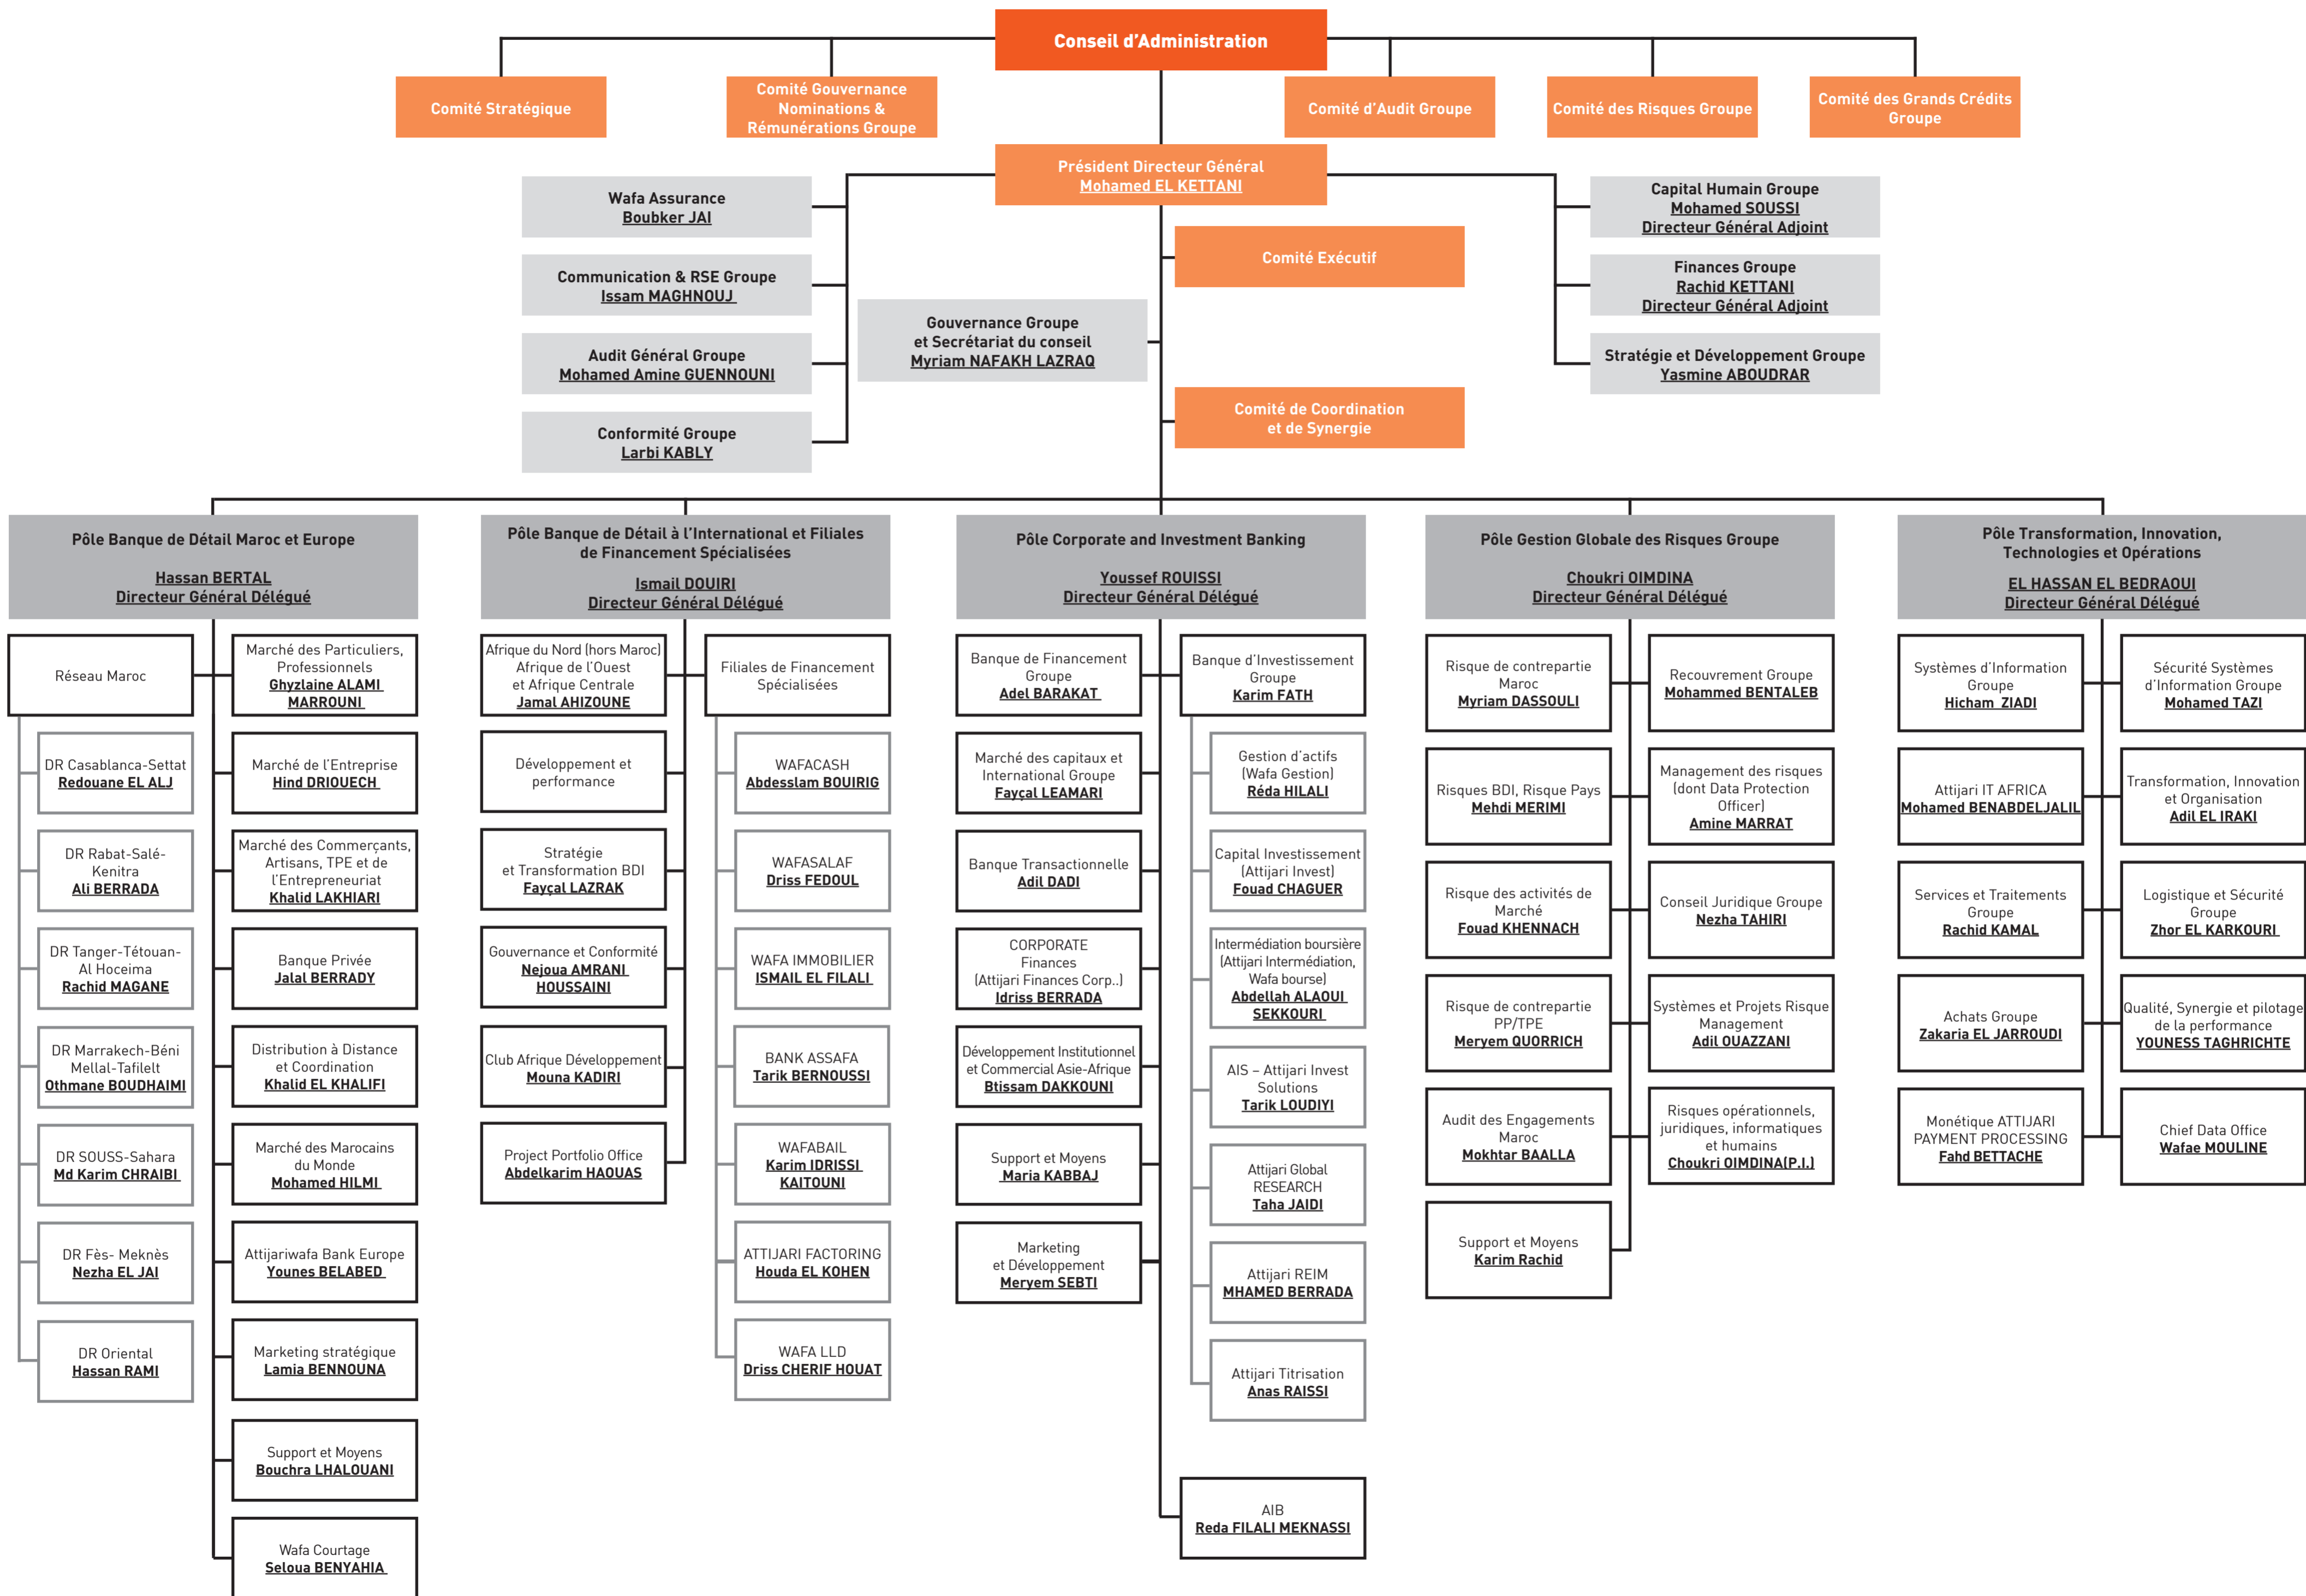 Conseil d'Administration
Comité Stratégique
Comité Gouvernance
Nominations &
Rémunérations Groupe
Comité d'Audit Groupe
Comité des Risques Groupe
Comité des Grands Crédits
Groupe
Président Directeur Général
Mohamed EL KETTANI
Wafa Assurance
Boubker JAI
Communication & RSE Groupe
Issam MAGHNOUJ
Audit Général Groupe
Mohamed Amine GUENNOUNI
Conformité Groupe
Larbi KABLY
Gouvernance Groupe
et Secrétariat du conseil
Myriam NAFAKH LAZRAQ
Comité Exécutif
Comité de Coordination
et de Synergie
Capital Humain Groupe
Mohamed SOUSSI
Directeur Général Adjoint
Finances Groupe
Rachid KETTANI
Directeur Général Adjoint
Stratégie et Développement Groupe
Yasmine ABOUDRAR
Pôle Banque de Détail Maroc et Europe
Hassan BERTAL
Directeur Général Délégué
Réseau Maroc
DR Casablanca-Settat
Redouane EL ALJ
DR Rabat-Salé-
Kenitra
Ali BERRADA
DR Tanger-Tétouan-
Al Hoceima
Rachid MAGANE
DR Marrakech-Béni
Mellal-Tafilelt
Othmane BOUDHAIMI
DR SOUSS-Sahara
Md Karim CHRAIBI
DR Fès- Meknès
Nezha EL JAI
DR Oriental
Hassan RAMI
Marché des Particuliers,
Professionnels
Ghyzlaine ALAMI
MARROUNI
Marché de l'Entreprise
Hind DRIOUECH
Marché des Commerçants,
Artisans, TPE et de
l'Entrepreneuriat
Khalid LAKHIARI
Banque Privée
Jalal BERRADY
Distribution à Distance
et Coordination
Khalid EL KHALIFI
Marché des Marocains
du Monde
Mohamed HILMI
Attijariwafa Bank Europe
Younes BELABED
Marketing stratégique
Lamia BENNOUNA
Support et Moyens
Bouchra LHALOUANI
Wafa Courtage
Seloua BENYAHIA
Pôle Banque de Détail à l'International et Filiales
de Financement Spécialisées
Ismail DOUIRI
Directeur Général Délégué
Afrique du Nord (hors Maroc)
Afrique de l'Ouest
et Afrique Centrale
Jamal AHIZOUNE
Développement et
performance
Stratégie
et Transformation BDI
Fayçal LAZRAK
Gouvernance et Conformité
Nejoua AMRANI
HOUSSAINI
Club Afrique Développement
Mouna KADIRI
Project Portfolio Office
Abdelkarim HAOUAS
Filiales de Financement
Spécialisées
WAFACASH
Abdesslam BOUIRIG
WAFASALAF
Driss FEDOUL
WAFA IMMOBILIER
ISMAIL EL FILALI
BANK ASSAFA
Tarik BERNOUSSI
WAFABAIL
Karim IDRISSI
KAITOUNI
ATTIJARI FACTORING
Houda EL KOHEN
WAFA LLD
Driss CHERIF HOUAT
Pôle Corporate and Investment Banking
Youssef ROUISSI
Directeur Général Délégué
Banque de Financement
Groupe
Adel BARAKAT
Marché des capitaux et
International Groupe
Fayçal LEAMARI
Banque Transactionnelle
Adil DADI
CORPORATE
Finances
(Attijari Finances Corp..)
Idriss BERRADA
Développement Institutionnel
et Commercial Asie-Afrique
Btissam DAKKOUNI
Support et Moyens
Maria KABBAJ
Marketing
et Développement
Meryem SEBTI
Banque d'Investissement
Groupe
Karim FATH
Gestion d'actifs
(Wafa Gestion)
Réda HILALI
Capital Investissement
(Attijari Invest)
Fouad CHAGUER
Intermédiation boursière
(Attijari Intermédiation,
Wafa bourse)
Abdellah ALAOUI
SEKKOURI
AIS – Attijari Invest
Solutions
Tarik LOUDIYI
Attijari Global
RESEARCH
Taha JAIDI
Attijari REIM
MHAMED BERRADA
Attijari Titrisation
Anas RAISSI
AIB
Reda FILALI MEKNASSI
Pôle Gestion Globale des Risques Groupe
Choukri OIMDINA
Directeur Général Délégué
Risque de contrepartie
Maroc
Myriam DASSOULI
Risques BDI, Risque Pays
Mehdi MERIMI
Risque des activités de
Marché
Fouad KHENNACH
Risque de contrepartie
PP/TPE
Meryem QUORRICH
Audit des Engagements
Maroc
Mokhtar BAALLA
Support et Moyens
Karim Rachid
Recouvrement Groupe
Mohammed BENTALEB
Management des risques
(dont Data Protection
Officer)
Amine MARRAT
Conseil Juridique Groupe
Nezha TAHIRI
Systèmes et Projets Risque
Management
Adil OUAZZANI
Risques opérationnels,
juridiques, informatiques
et humains
Choukri OIMDINA(P.I.)
Pôle Transformation, Innovation,
Technologies et Opérations
EL HASSAN EL BEDRAOUI
Directeur Général Délégué
Systèmes d'Information
Groupe
Hicham ZIADI
Attijari IT AFRICA
Mohamed BENABDELJALIL
Services et Traitements
Groupe
Rachid KAMAL
Achats Groupe
Zakaria EL JARROUDI
Monétique ATTIJARI
PAYMENT PROCESSING
Fahd BETTACHE
Sécurité Systèmes
d'Information Groupe
Mohamed TAZI
Transformation, Innovation
et Organisation
Adil EL IRAKI
Logistique et Sécurité
Groupe
Zhor EL KARKOURI
Qualité, Synergie et pilotage
de la performance
YOUNESS TAGHRICHTE
Chief Data Office
Wafae MOULINE